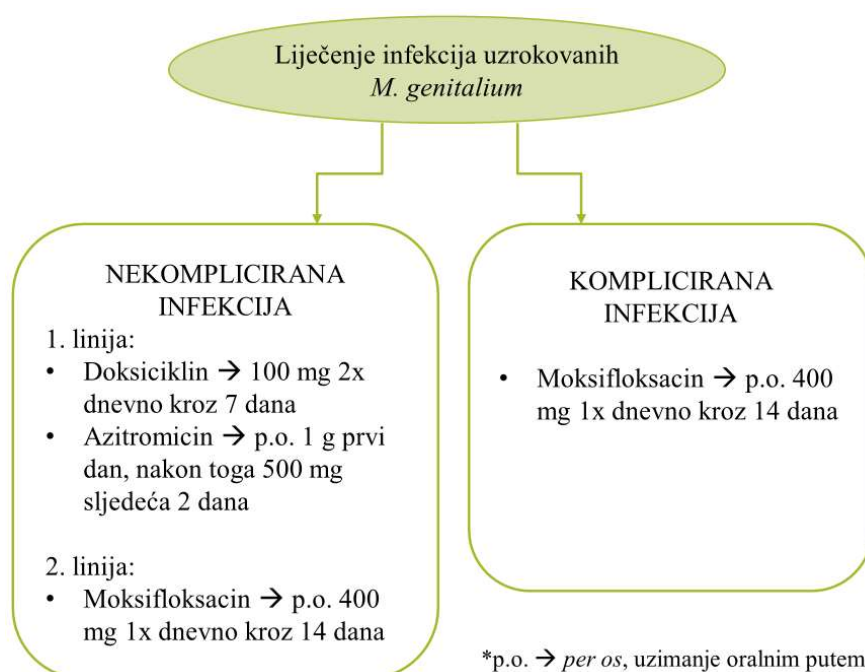 Liječenje infekcija uzrokovanih
M. genitalium
NEKOMPLICIRANA
INFEKCIJA
1. linija:
• Doksiciklin → 100 mg 2x
dnevno kroz 7 dana
• Azitromicin → p.o. 1 g prvi
dan, nakon toga 500 mg
sljedeća 2 dana
2. linija:
• Moksifloksacin → p.o. 400
mg 1x dnevno kroz 14 dana
KOMPLICIRANA
INFEKCIJA
• Moksifloksacin → p.o. 400
mg 1x dnevno kroz 14 dana
*p.o. → per os, uzimanje oralnim putem